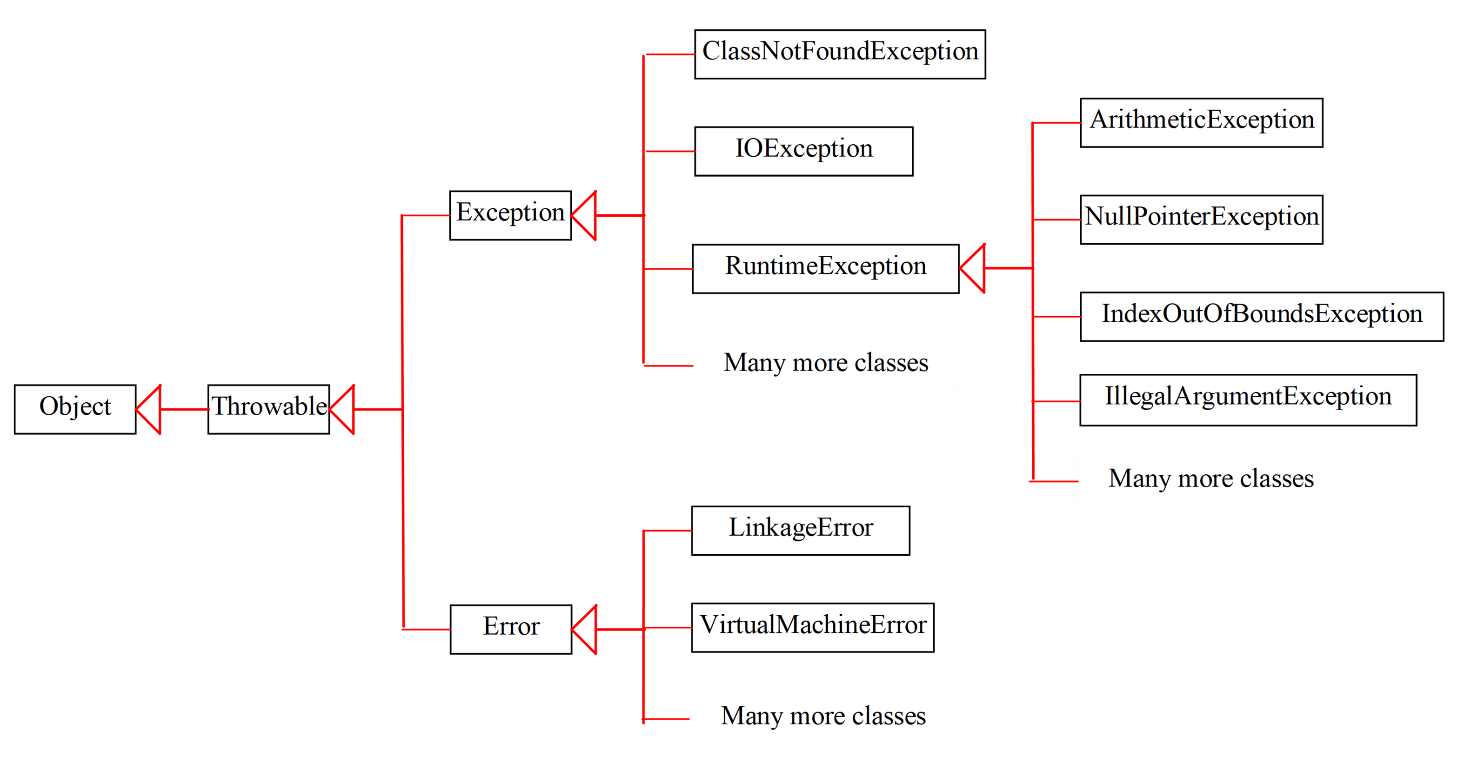 ClassNotFoundException
ArithmeticException
IOException
Exception
NullPointerException
RuntimeException
IndexOutOfBoundsException
Many more classes
Object
Throwable
IllegalArgumentException
Many more classes
LinkageError
Error
VirtualMachineError
Many more classes